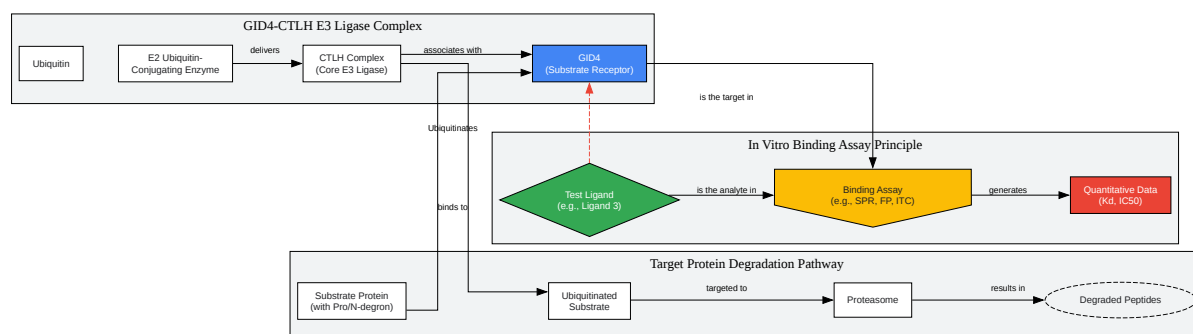 GID4-CTLH E3 Ligase Complex
Ubiquitin
E2 Ubiquitin-
Conjugating Enzyme
delivers
CTLH Complex
(Core E3 Ligase)
associates with
GID4
(Substrate Receptor)
is the target in
Ubiquitinates
In Vitro Binding Assay Principle
Test Ligand
(e.g., Ligand 3)
is the analyte in
Binding Assay
(e.g., SPR, FP, ITC)
generates
Quantitative Data
(Kd, IC50)
binds to
Target Protein Degradation Pathway
Substrate Protein
(with Pro/N-degron)
Ubiquitinated
Substrate
targeted to
Proteasome
results in
Degraded Peptides